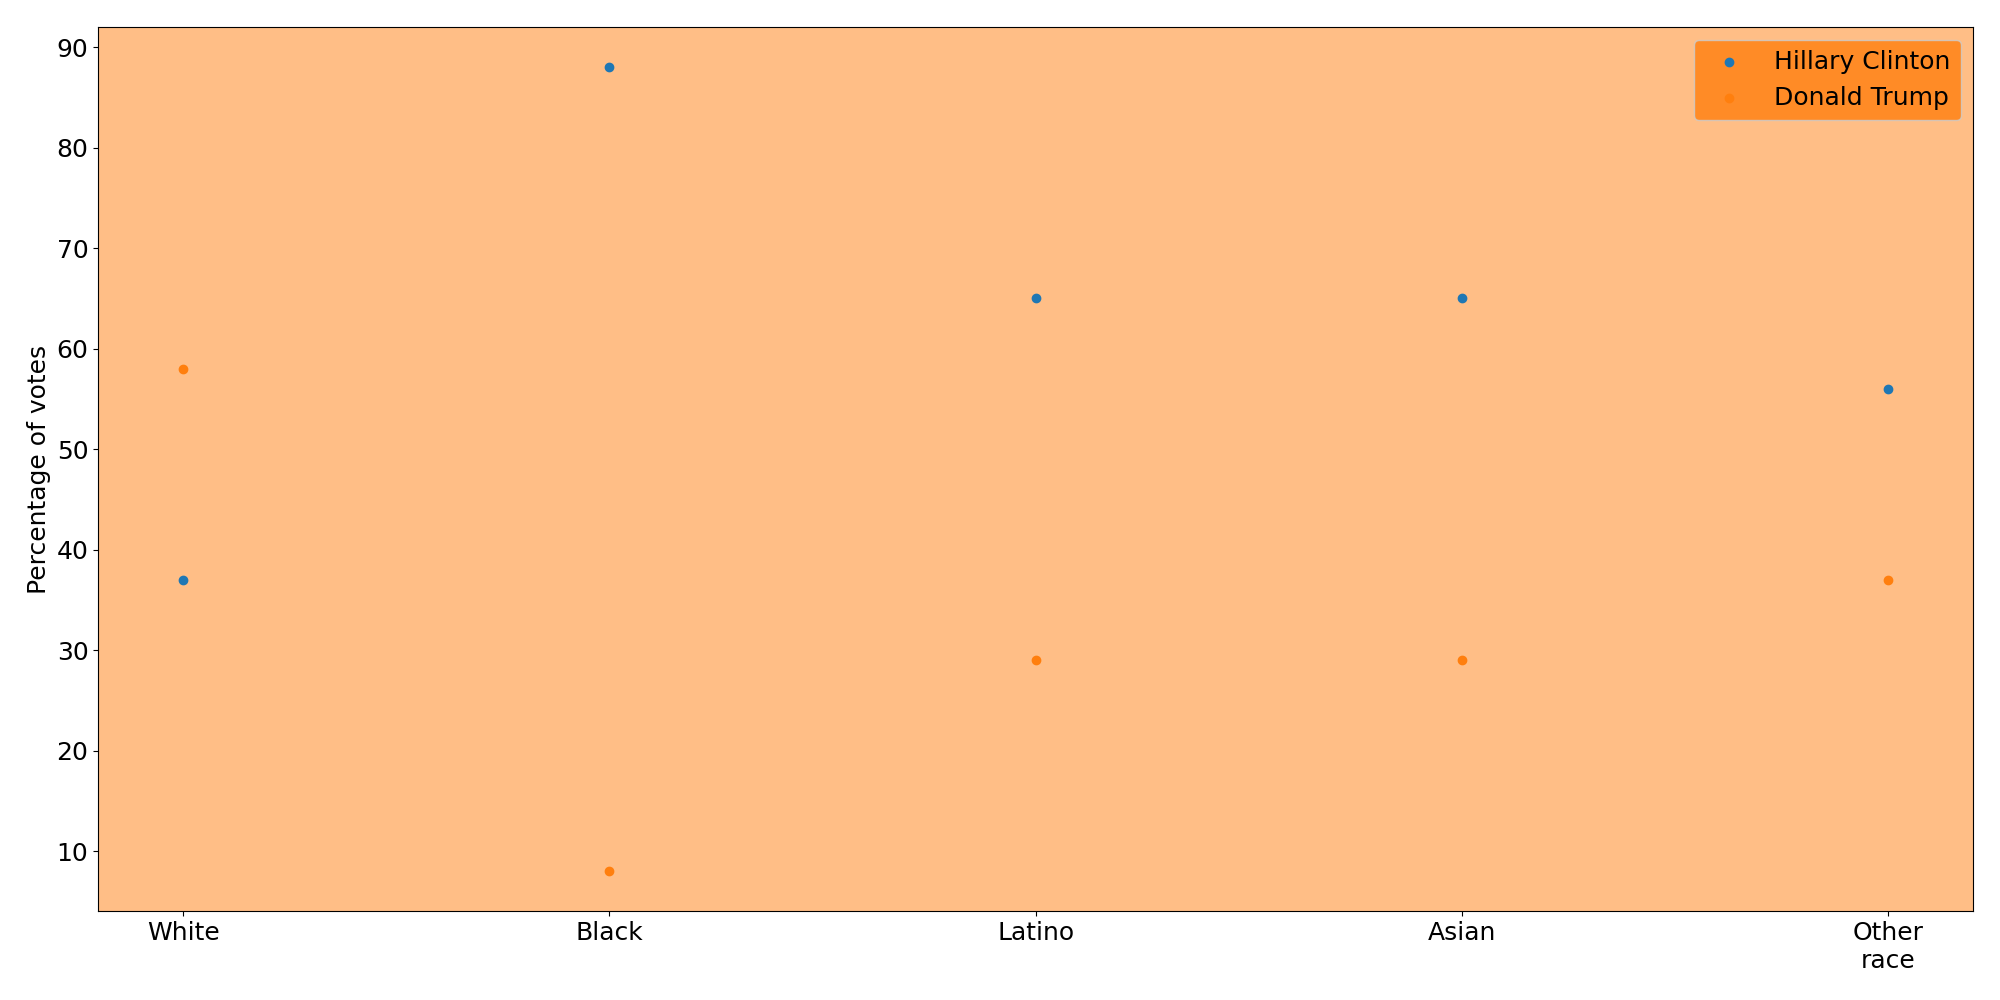 Hillary Clinton
Donald Trump
Percentage of votes
90
80
70
60
50
40
30
20
10
White
Black
Latino
Asian
Other
race